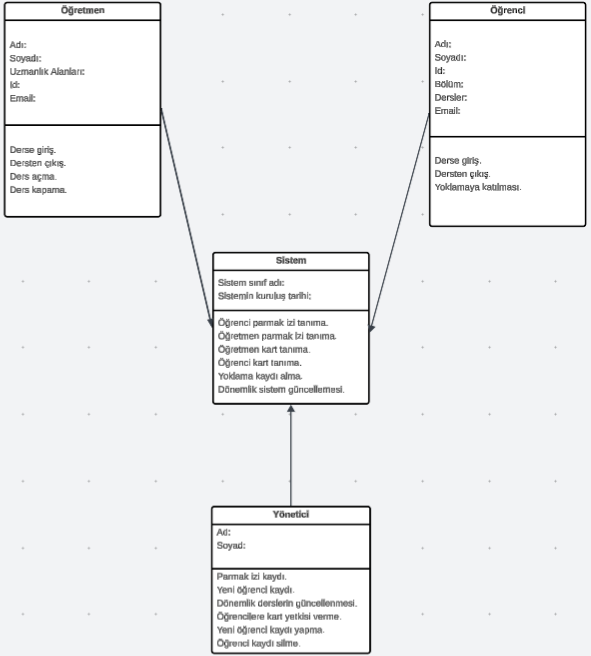 Öğretmen
Adı:
Soyadı:
Uzmanlık Alanları:
Id:
Email:
Derse giriş.
Dersten çıkış.
Ders açma.
Ders kapama.
Öğrenci
Adı;
Soyadı:
Id:
Bölüm:
Dersler:
Email:
Derse giriş.
Dersten çıkış.
Yoklamaya katılması.
Sistem
Sistem sınıf adı:
Sistemin kuruluş tarihi;
Öğrenci parmak izi tanıma.
Öğretmen parmak izi tanıma.
Öğretmen kart tanıma.
Öğrenci kart tanıma.
Yoklama kaydı alma.
Dönemlik sistem güncellemesi.
Yönetici
Ad:
Soyad:
Parmak izi kaydı.
Yeni öğrenci kaydı.
Dönemlik derslerin güncellenmesi.
Öğrencilere kart yetkisi verme.
Yeni öğrenci kaydı yapma.
Öğrenci kaydı silme.